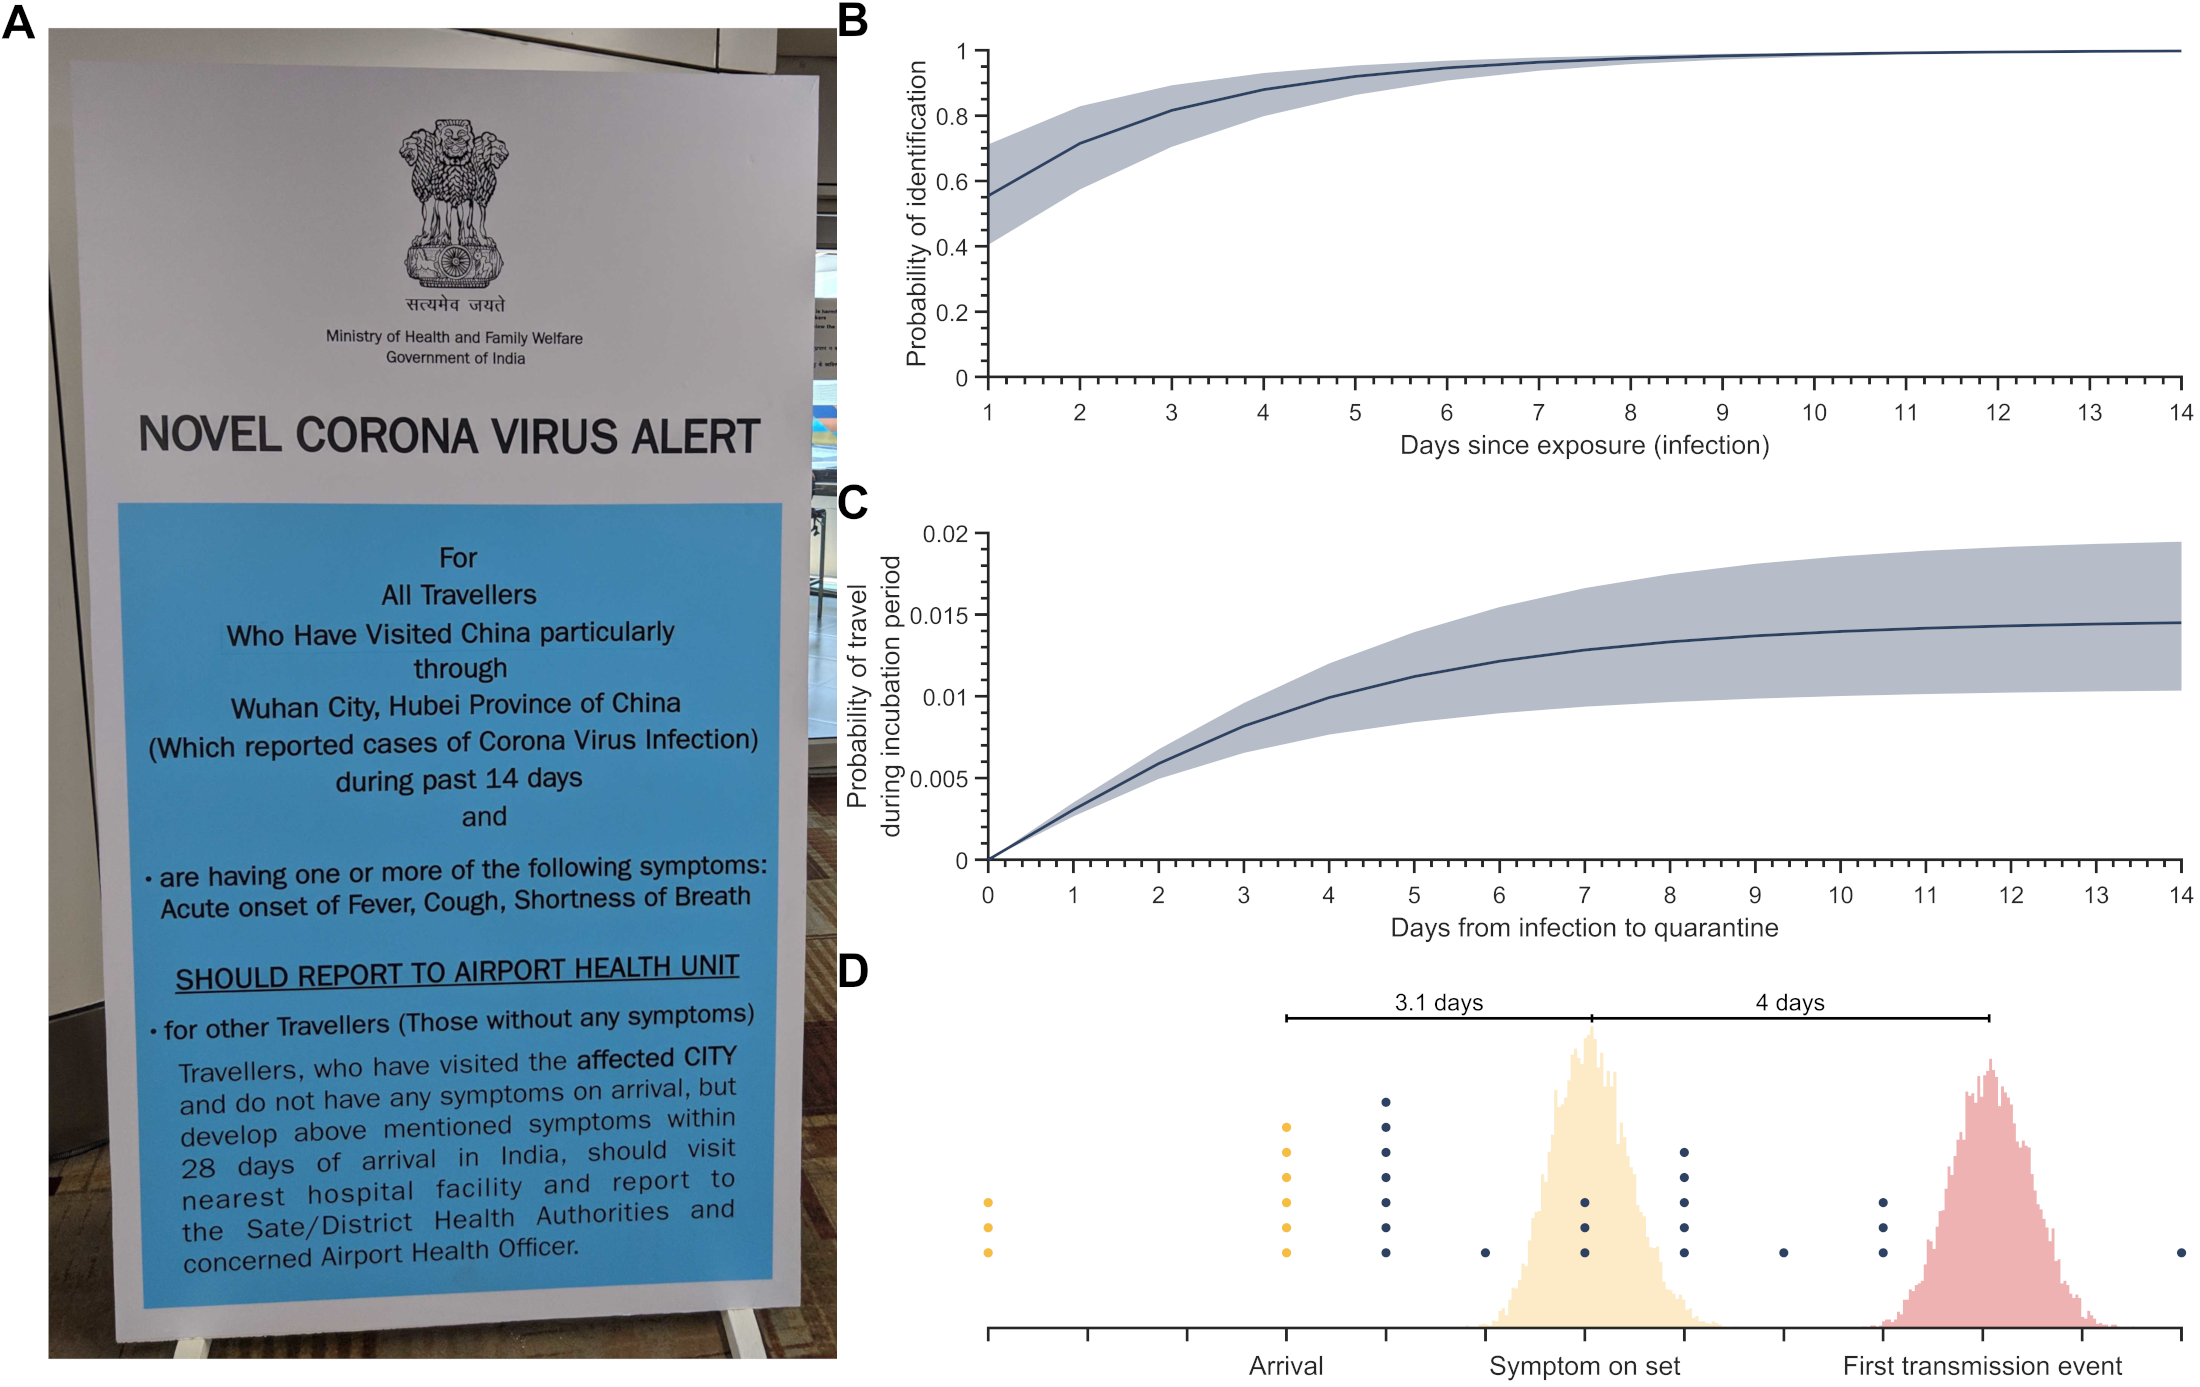 A
सत्यमेव जयते
Ministry of Health and Family Welfare
Government of India
NOVEL CORONA VIRUS ALERT
For
All Travellers
Who Have Visited China particularly
through
Wuhan City, Hubei Province of China
(Which reported cases of Corona Virus Infection)
during past 14 days
and
• are having one or more of the following symptoms:
Acute onset of Fever, Cough, Shortness of Breath
SHOULD REPORT TO AIRPORT HEALTH UNIT
• for other Travellers (Those without any symptoms)
Travellers, who have visited the affected CITY
and do not have any symptoms on arrival, but
develop above mentioned symptoms within
28 days of arrival in India, should visit
nearest hospital facility and report to
the Sate/District Health Authorities and
concerned Airport Health Officer.
B
Probability of identification
1
0.8
0.6
0.4
0.2
0
1 2 3 4 5 6 7 8 9 10 11 12 13 14
Days since exposure (infection)
C
Probability of travel
during incubation period
0.02
0.015
0.01
0.005
0
0 1 2 3 4 5 6 7 8 9 10 11 12 13 14
Days from infection to quarantine
D
3.1 days 4 days
Arrival Symptom on set First transmission event